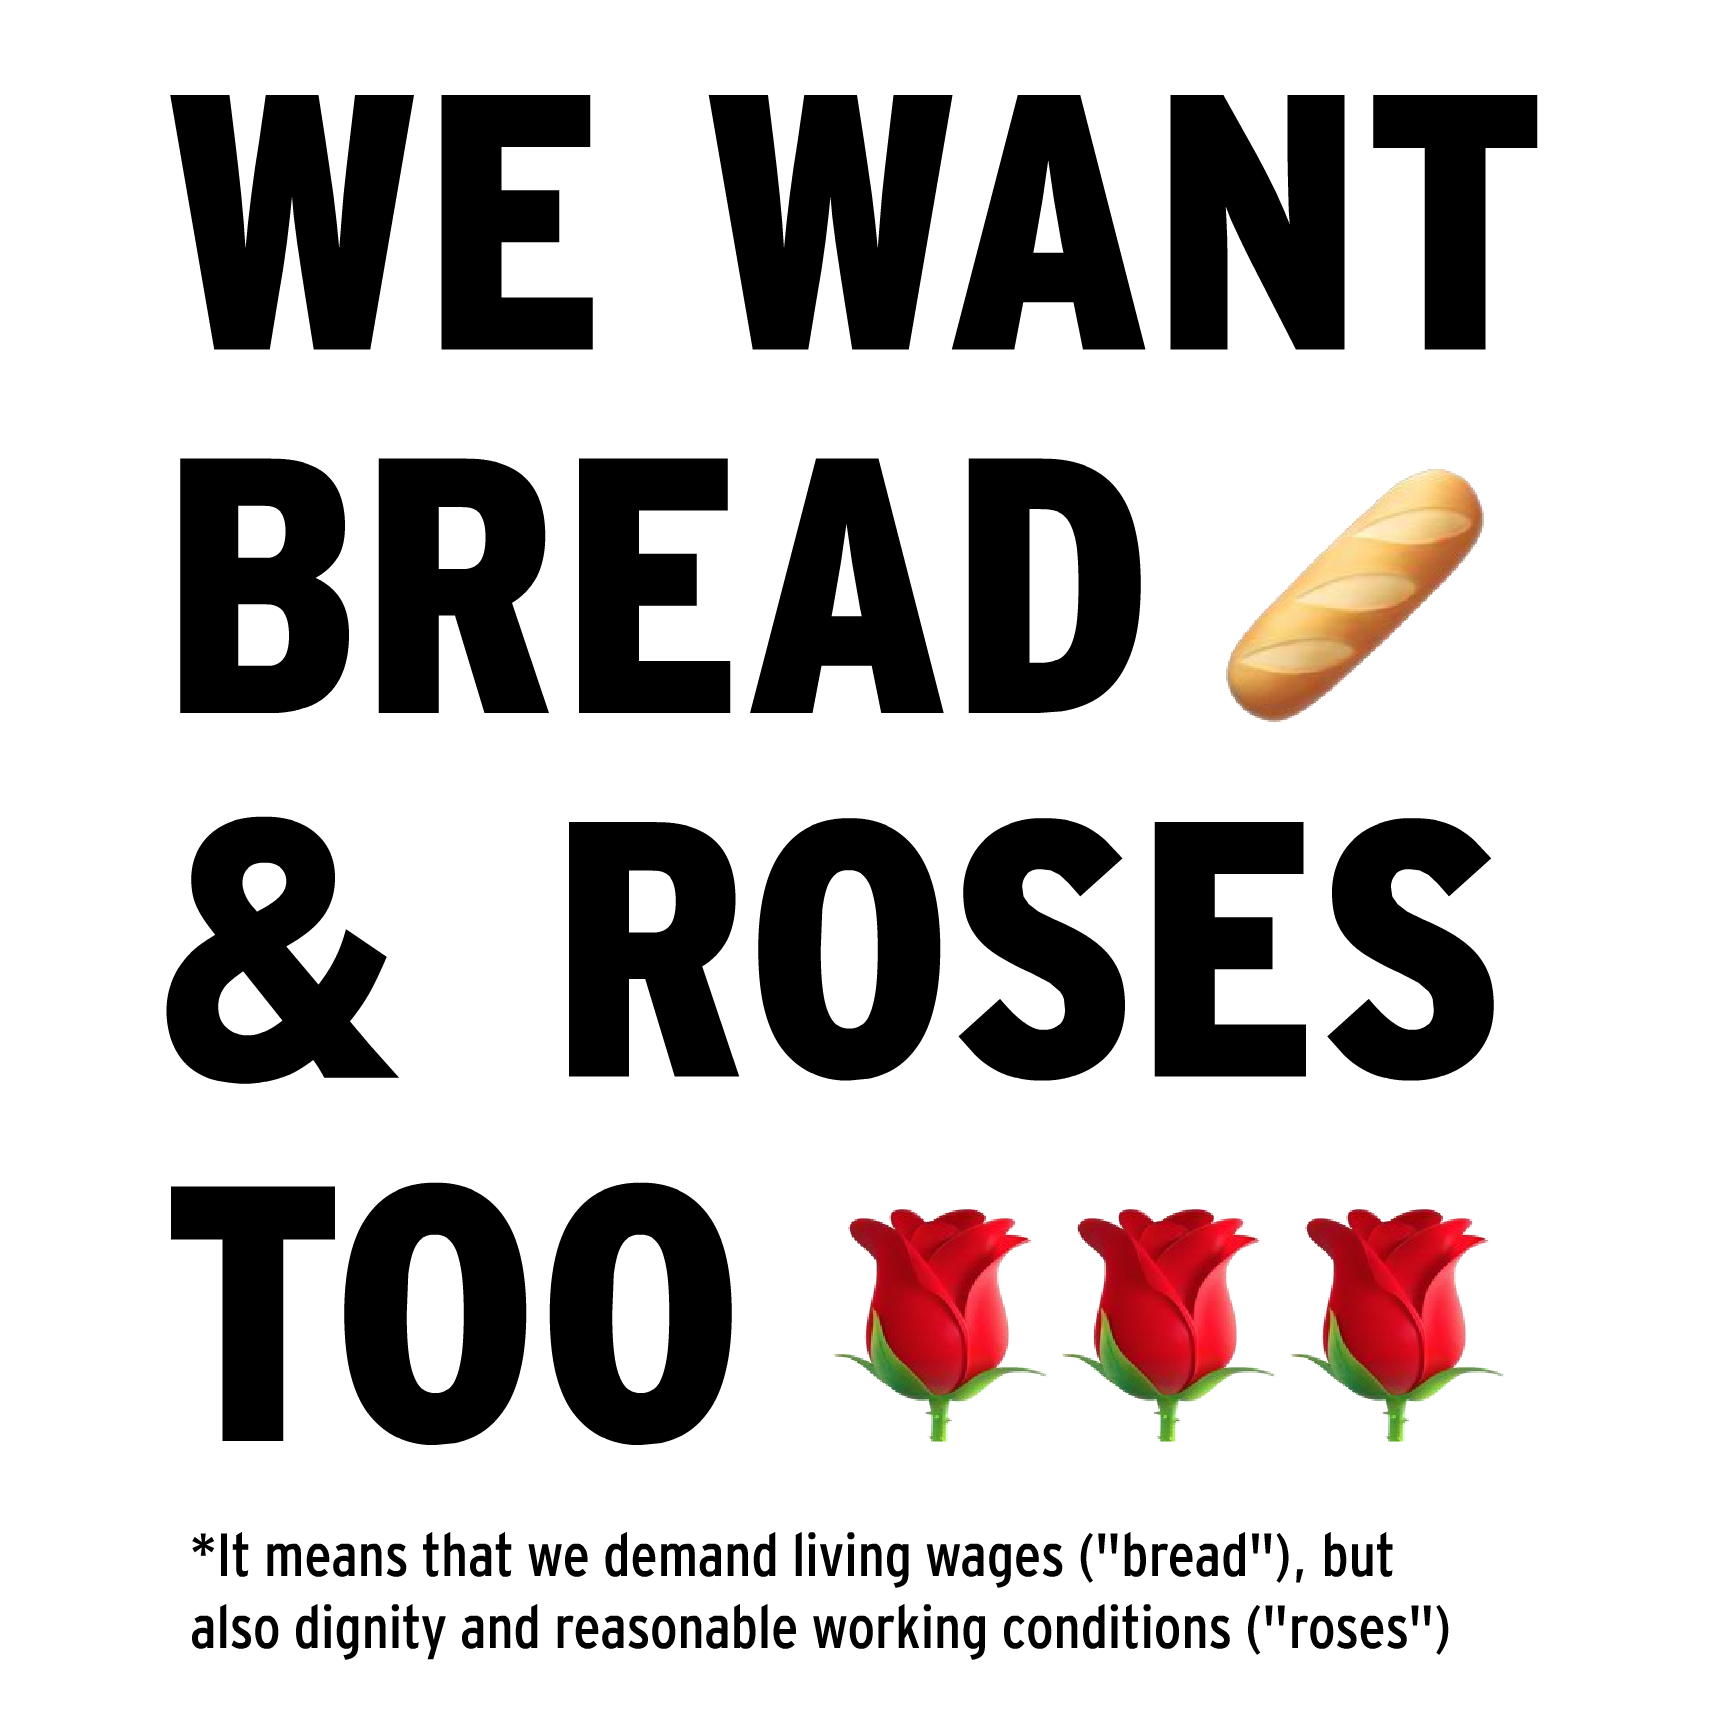 WE WANT
BREAD
& ROSES
TOO
*It means that we demand living wages ("bread"), but
also dignity and reasonable working conditions ("roses")